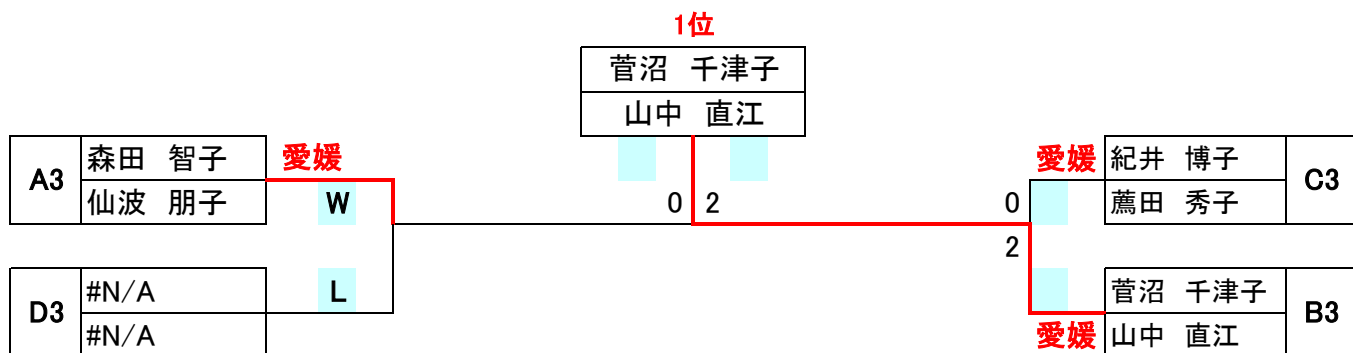 1位
菅沼 千津子
山中 直江
A3 森田 智子 愛媛
仙波 朋子 W
愛媛 紀井 博子 C3
薦田 秀子
0 2
0
2
D3 #N/A L
#N/A
菅沼 千津子 B3
愛媛 山中 直江